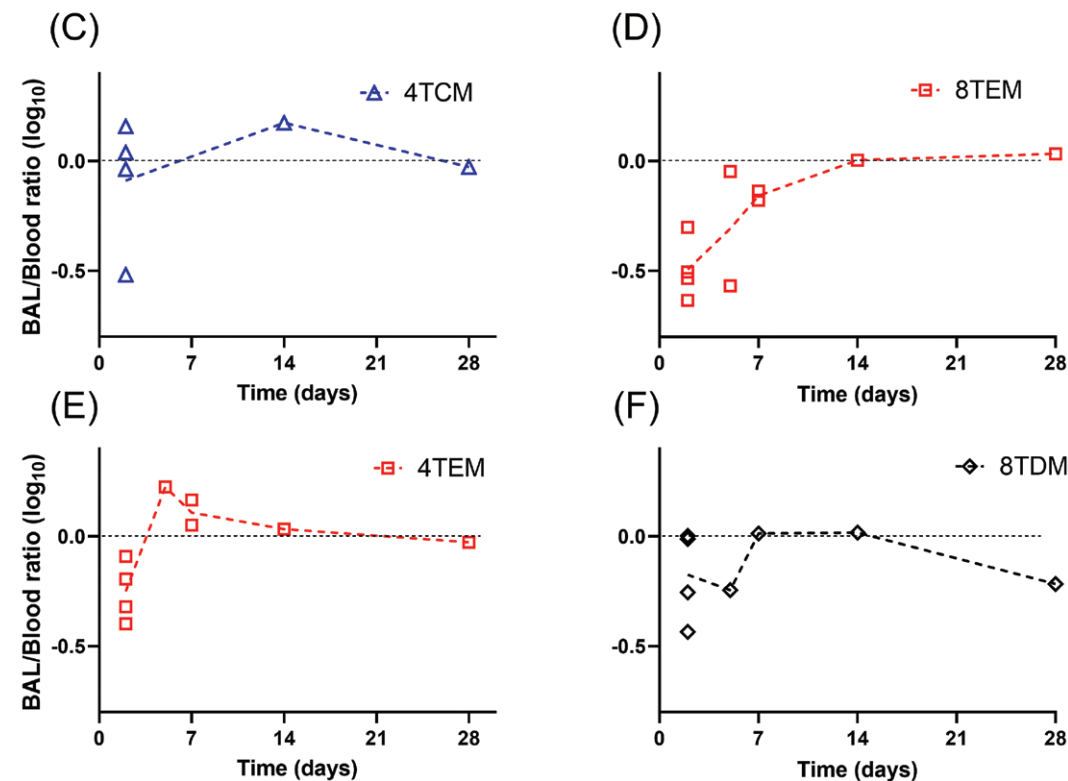 (C)
BAL/Blood ratio (log₁₀)
4TCM
0.0
-0.5
0 7 14 21 28
Time (days)
(D)
8TEM
0.0
-0.5
0 7 14 21 28
Time (days)
(E)
BAL/Blood ratio (log₁₀)
4TEM
0.0
-0.5
0 7 14 21 28
Time (days)
(F)
8TDM
0.0
-0.5
0 7 14 21 28
Time (days)